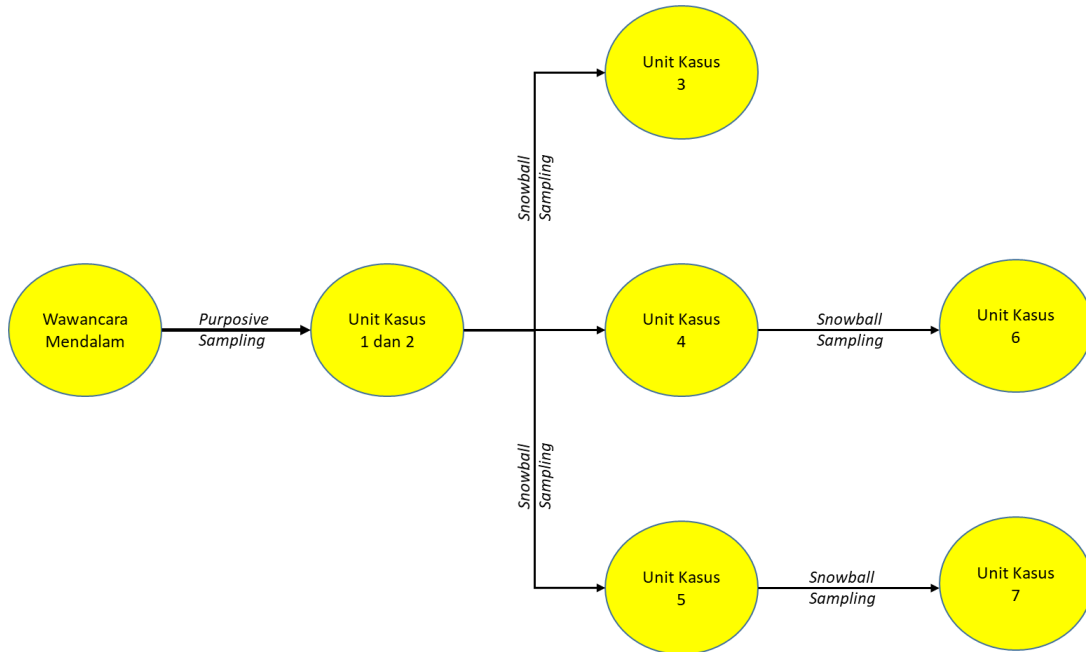 Unit Kasus
3
Snowball
Sampling
Wawancara
Mendalam
Purposive
Sampling
Unit Kasus
1 dan 2
Unit Kasus
4
Snowball
Sampling
Unit Kasus
6
Snowball
Sampling
Unit Kasus
5
Snowball
Sampling
Unit Kasus
7